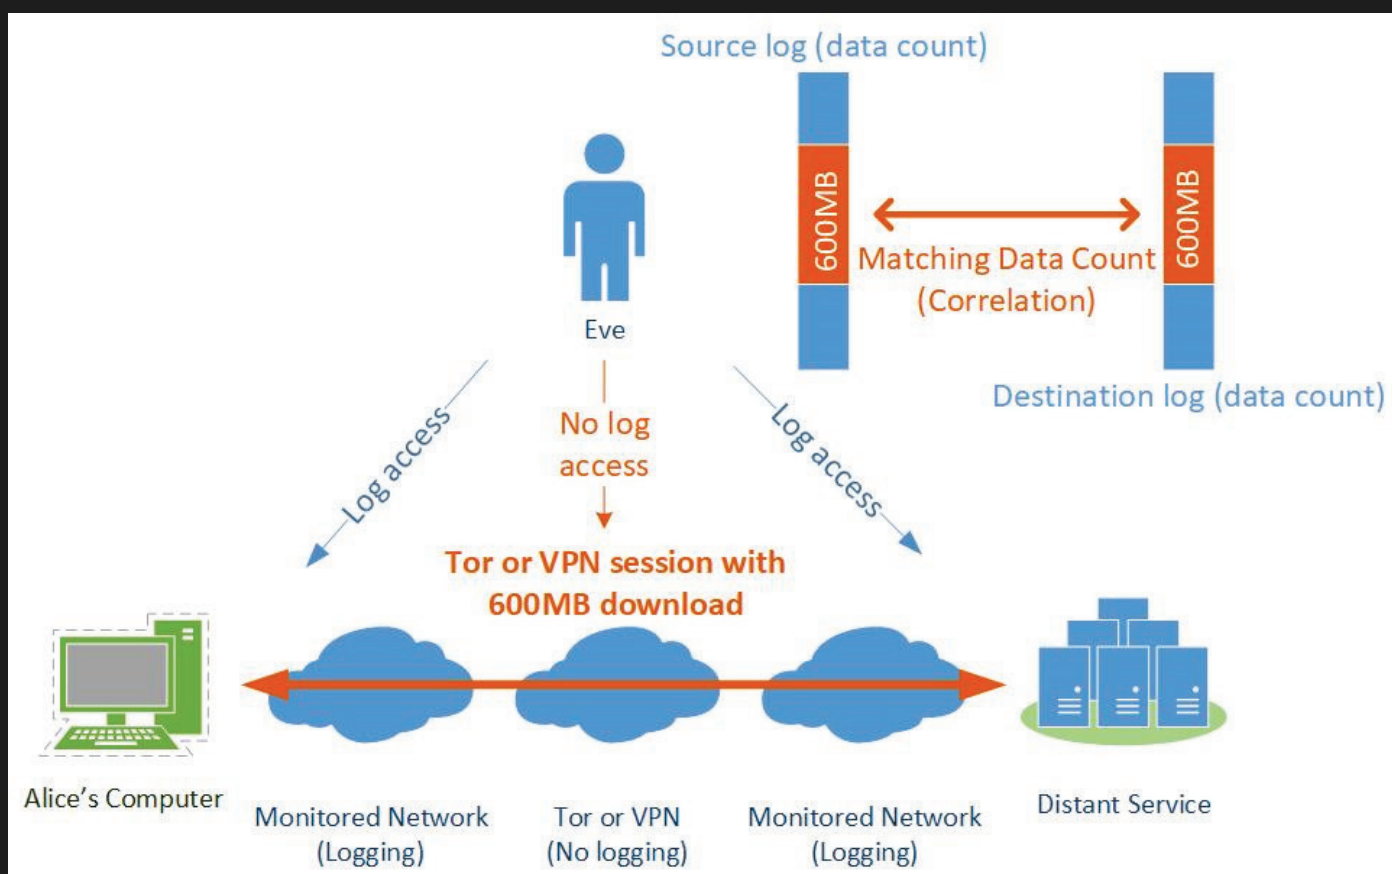 Source log (data count)
600MB
600MB
Matching Data Count
(Correlation)
Eve
Destination log (data count)
Log access
No log
access
Log access
Tor or VPN session with
600MB download
Alice's Computer
Monitored Network
(Logging)
Tor or VPN
(No logging)
Monitored Network
(Logging)
Distant Service